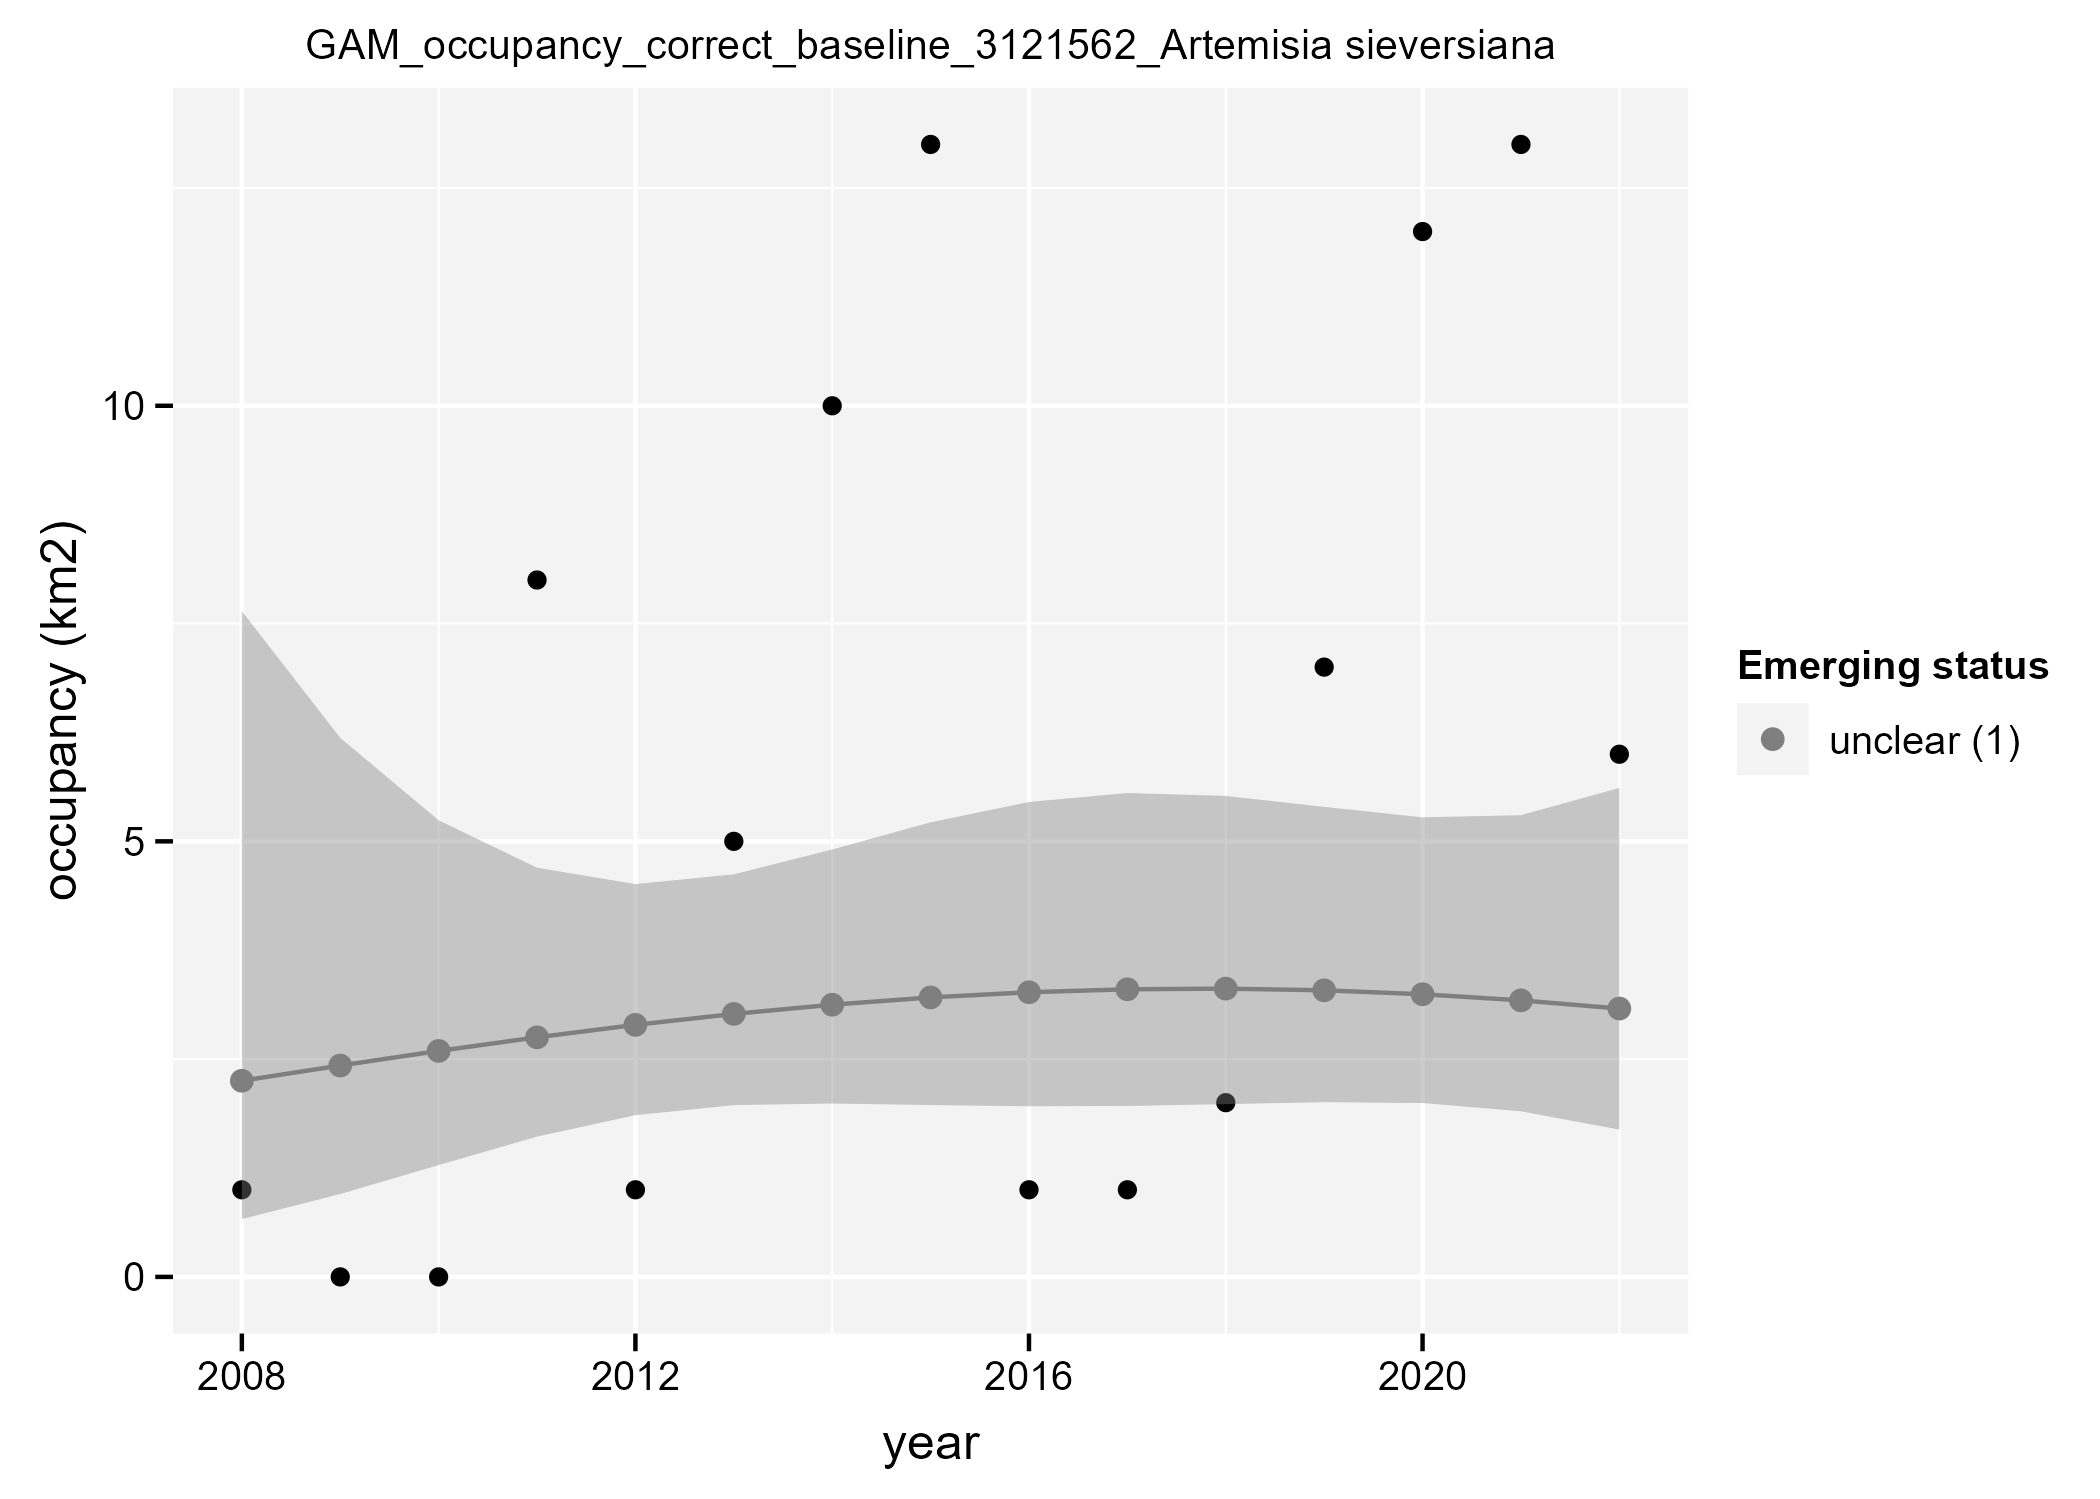 GAM_occupancy_correct_baseline_3121562_Artemisia sieversiana
occupancy (km2)
10
5
0
2008 2012 2016 2020
year
Emerging status
unclear (1)